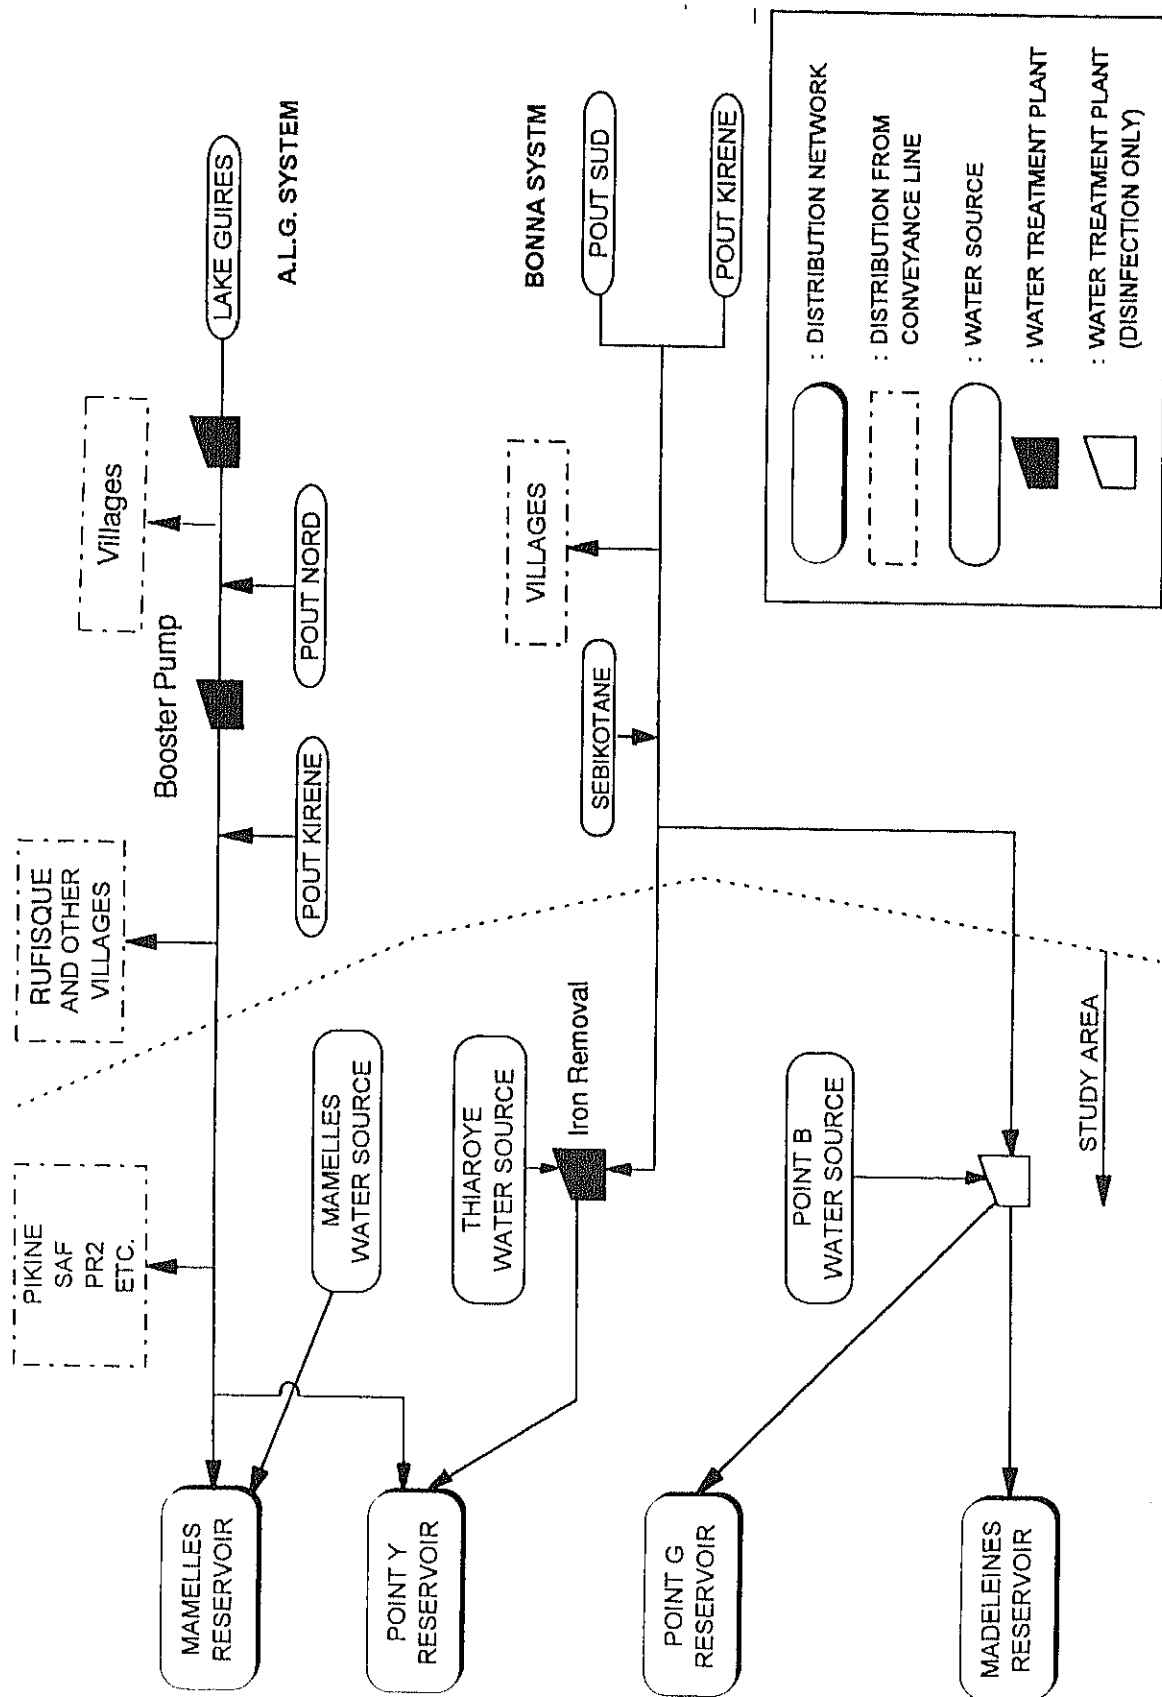 LAKE GUIRES
A.L.G. SYSTEM
Villages
POUT NORD
Booster Pump
POUT KIRENE
RUFISQUE
AND OTHER
VILLAGES
PIKINE
SAF
PR2
ETC.
MAMELLES
WATER SOURCE
MAMELLES
RESERVOIR
POINT Y
RESERVOIR
BONNA SYSTM
POUT SUD
POUT KIRENE
VILLAGES
SEBIKOTANE
THIAROYE
WATER SOURCE
Iron Removal
POINT B
WATER SOURCE
POINT G
RESERVOIR
MADELEINES
RESERVOIR
STUDY AREA
: DISTRIBUTION NETWORK
: DISTRIBUTION FROM
CONVEYANCE LINE
: WATER SOURCE
: WATER TREATMENT PLANT
: WATER TREATMENT PLANT
(DISINFECTION ONLY)